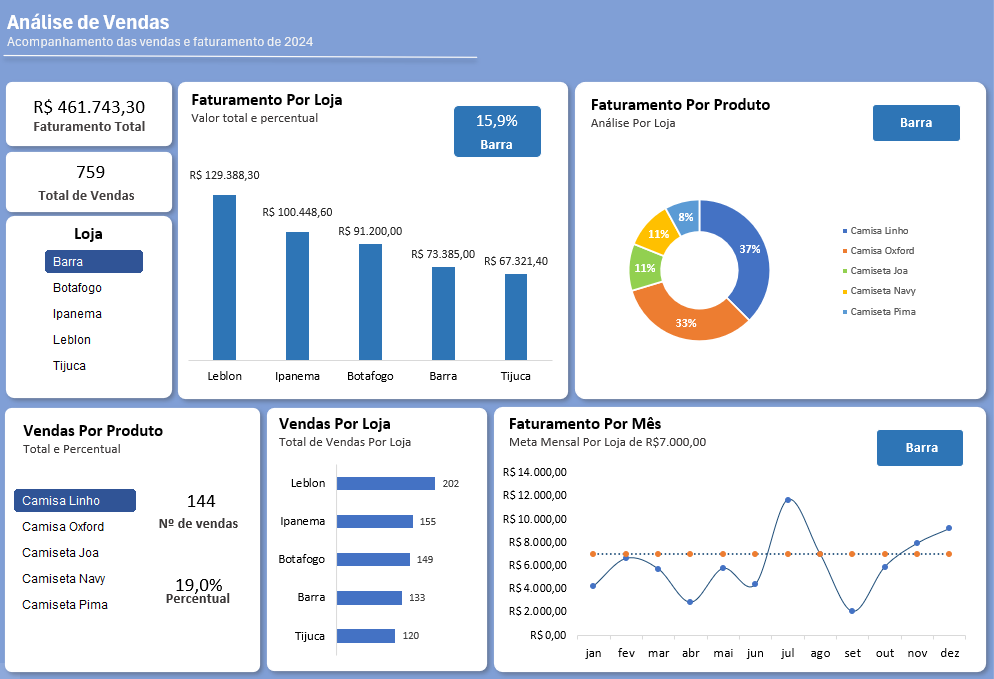 Análise de Vendas
Acompanhamento das vendas e faturamento de 2024
R$ 461.743,30
Faturamento Total
759
Total de Vendas
Loja
Barra
Botafogo
Ipanema
Leblon
Tijuca
Faturamento Por Loja
Valor total e percentual
15,9%
Barra
R$ 129.388,30
R$ 100.448,60
R$ 91.200,00
R$ 73.385,00
R$ 67.321,40
Leblon
Ipanema
Botafogo
Barra
Tijuca
Faturamento Por Produto
Análise Por Loja
Barra
8%
11%
37%
11%
33%
Camisa Linho
Camisa Oxford
Camiseta Joa
Camiseta Navy
Camiseta Pima
Vendas Por Produto
Total e Percentual
Camisa Linho
Camisa Oxford
Camiseta Joa
Camiseta Navy
Camiseta Pima
144
Nº de vendas
19,0%
Percentual
Vendas Por Loja
Total de Vendas Por Loja
Leblon 202
Ipanema 155
Botafogo 149
Barra 133
Tijuca 120
Faturamento Por Mês
Meta Mensal Por Loja de R$7.000,00
Barra
R$ 14.000,00
R$ 12.000,00
R$ 10.000,00
R$ 8.000,00
R$ 6.000,00
R$ 4.000,00
R$ 2.000,00
R$ 0,00
jan fev mar abr mai jun jul ago set out nov dez